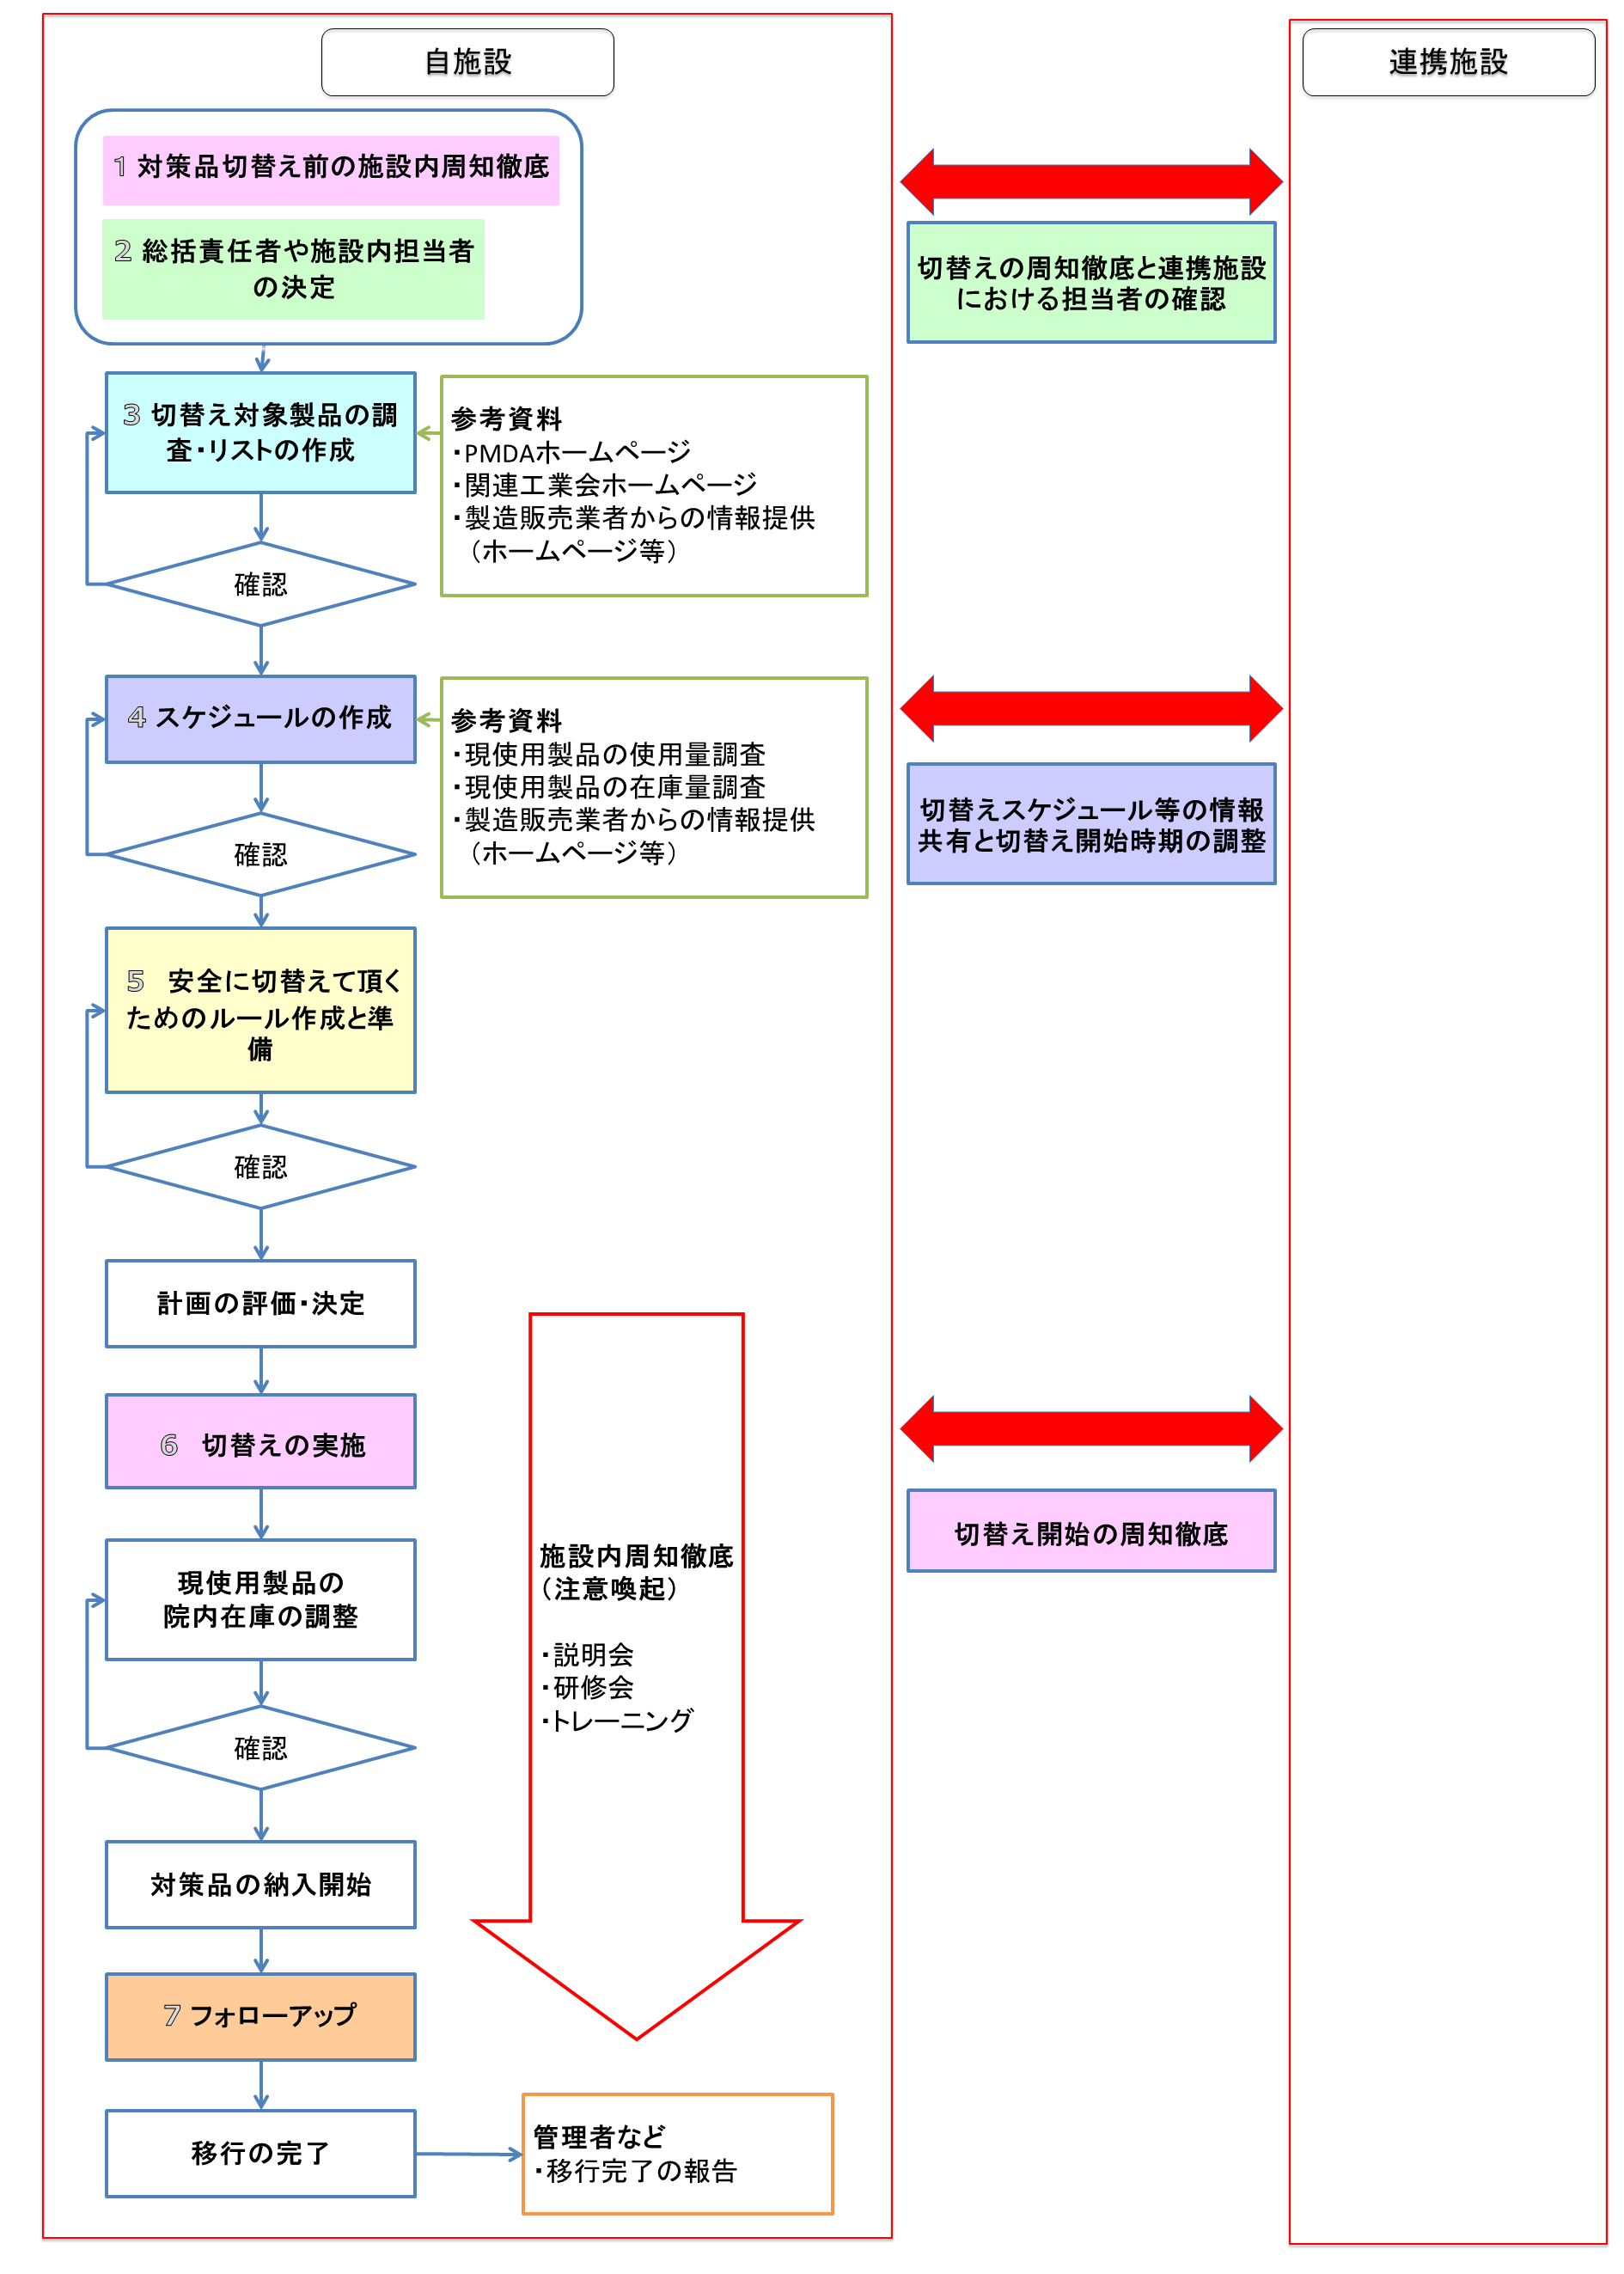 自施設
連携施設
1 対策品切替え前の施設内周知徹底
2 総括責任者や施設内担当者
の決定
切替えの周知徹底と連携施設
における担当者の確認
3 切替え対象製品の調
査・リストの作成
参考資料
・PMDAホームページ
・関連工業会ホームページ
・製造販売業者からの情報提供
（ホームページ等）
確認
4 スケジュールの作成
参考資料
・現使用製品の使用量調査
・現使用製品の在庫量調査
・製造販売業者からの情報提供
（ホームページ等）
切替えスケジュール等の情報
共有と切替え開始時期の調整
確認
5　安全に切替えて頂く
ためのルール作成と準
備
確認
計画の評価・決定
6　切替えの実施
切替え開始の周知徹底
施設内周知徹底
（注意喚起）
・説明会
・研修会
・トレーニング
現使用製品の
院内在庫の調整
確認
対策品の納入開始
7 フォローアップ
移行の完了
管理者など
・移行完了の報告